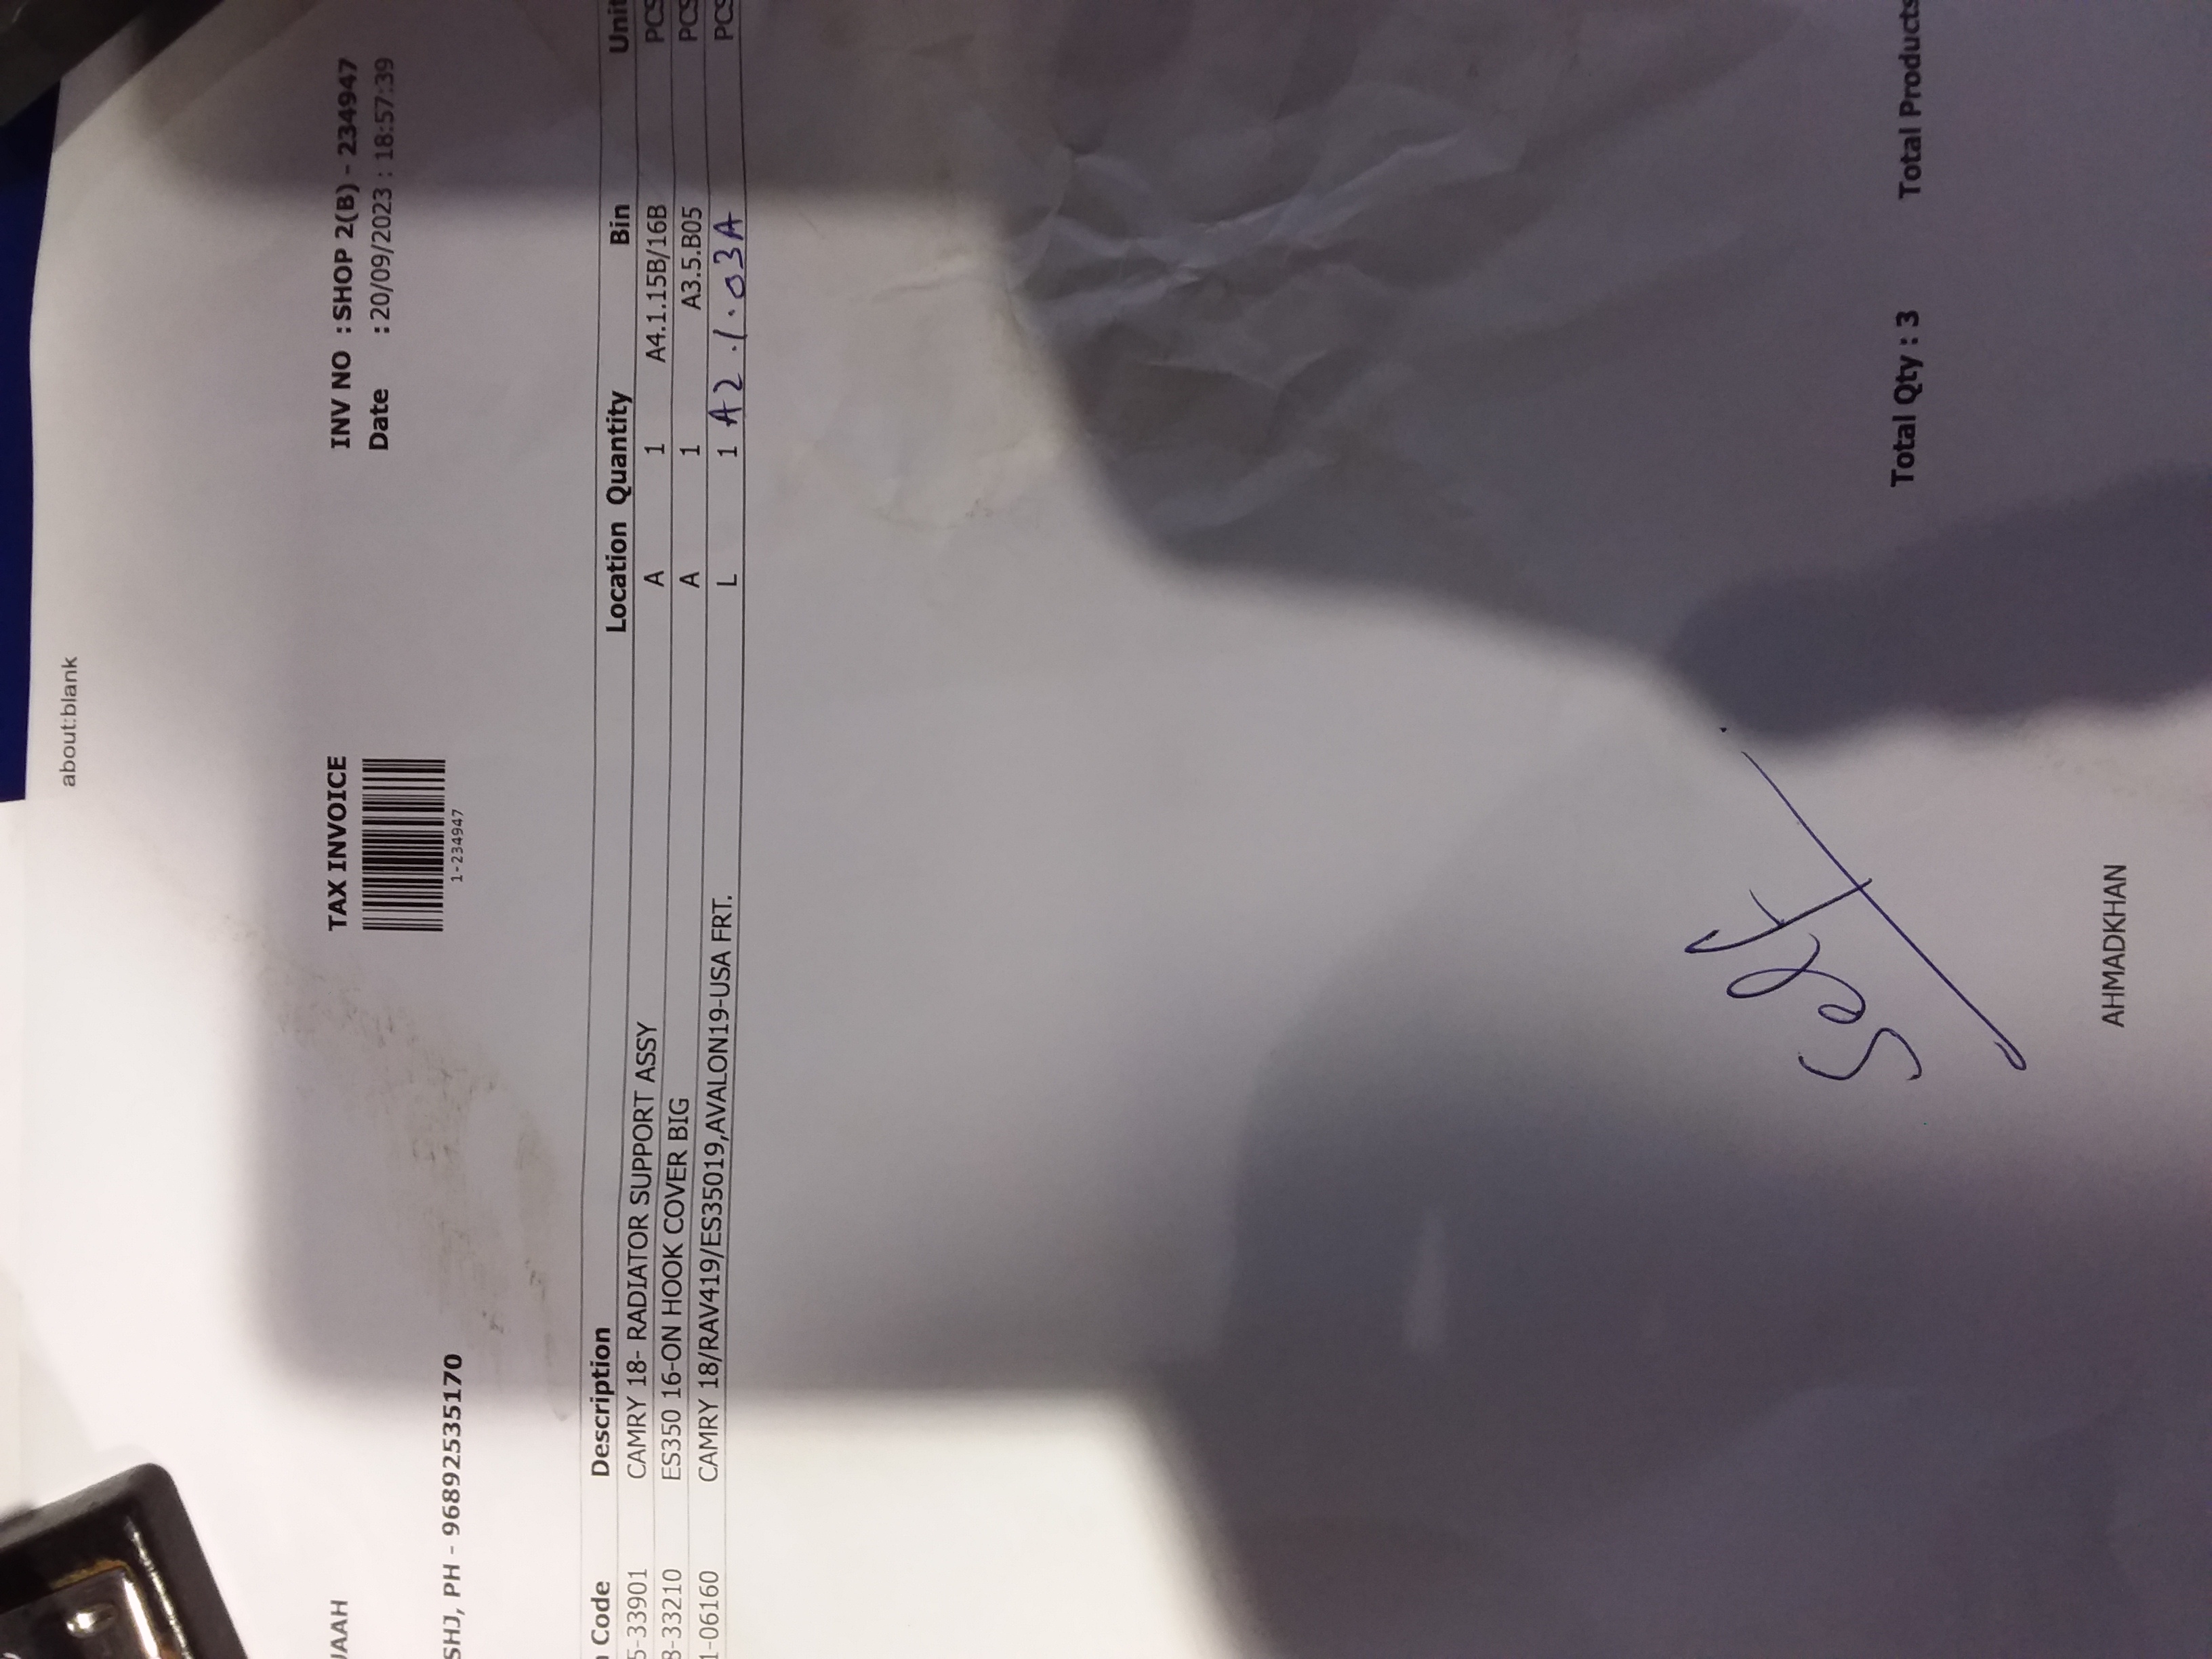 about:blank
TAX INVOICE
INV NO : SHOP 2(B) - 234947
Date : 20/09/2023 : 18:57:39
1-234947
SHJ, PH - 96892535170
Code Description Location Quantity Bin Unit
5-33901 CAMRY 18- RADIATOR SUPPORT ASSY A 1 A4.1.15B/16B PCS
3-33210 ES350 16-ON HOOK COVER BIG A 1 A3.5.B05 PCS
1-06160 CAMRY 18/RAV419/ES35019,AVALON19-USA FRT. L 1 A2.1.03A PCS
Self
Total Qty : 3 Total Products
AHMADKHAN